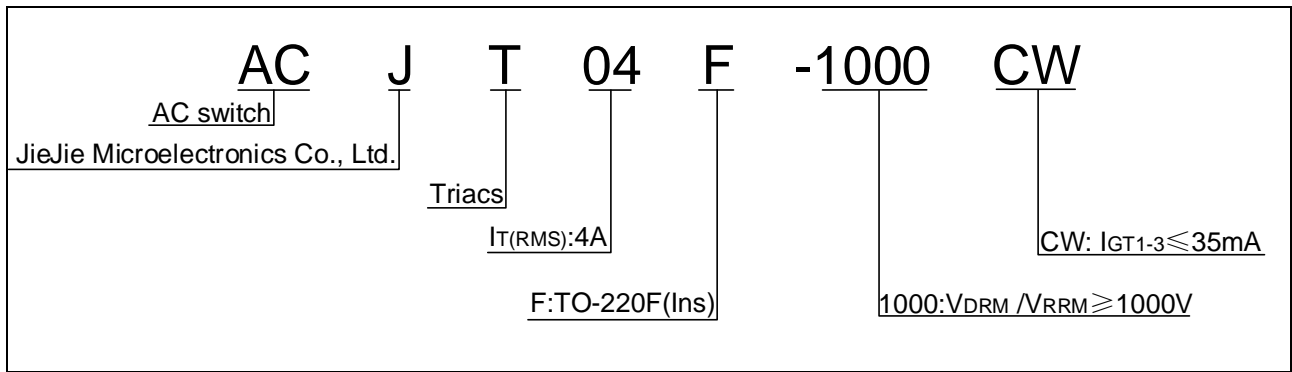 AC J T 04 F -1000 CW
AC switch
JieJie Microelectronics Co., Ltd.
Triacs
IT(RMS):4A
CW: IGT1-3≤35mA
F:TO-220F(Ins)
1000:VDRM /VRRM≥1000V